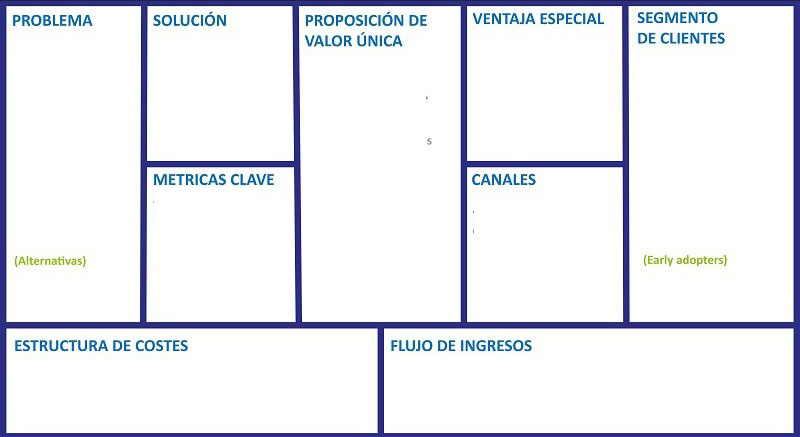 PROBLEMA
(Alternativas)
SOLUCIÓN
METRICAS CLAVE
PROPOSICIÓN DE
VALOR ÚNICA
,
s
VENTAJA ESPECIAL
CANALES
SEGMENTO
DE CLIENTES
(Early adopters)
ESTRUCTURA DE COSTES
FLUJO DE INGRESOS